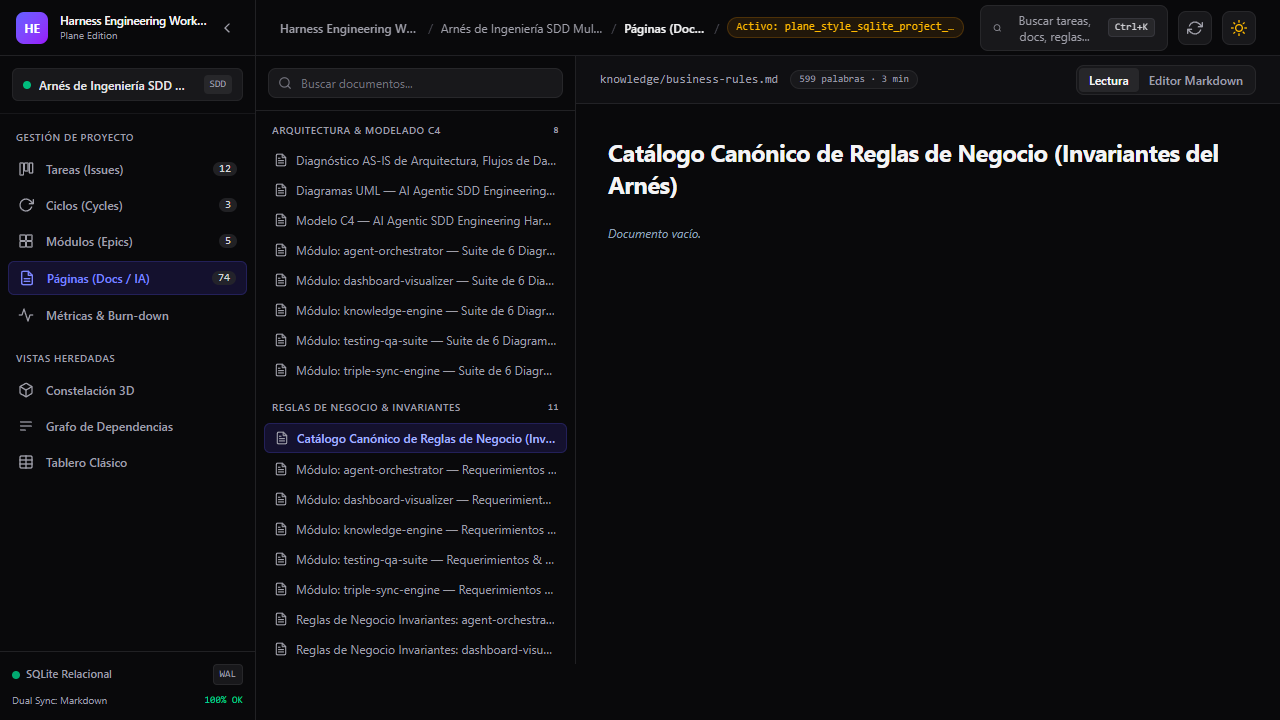 HE
Harness Engineering Work...
Plane Edition
Arnés de Ingeniería SDD ...
SDD
GESTIÓN DE PROYECTO
Tareas (Issues)
12
Ciclos (Cycles)
3
Módulos (Epics)
5
Páginas (Docs / IA)
74
Métricas & Burn-down
VISTAS HEREDADAS
Constelación 3D
Grafo de Dependencias
Tablero Clásico
SQLite Relacional
WAL
Dual Sync: Markdown
100% OK
Harness Engineering W... / Arnés de Ingeniería SDD Mul... / Páginas (Doc... /
Activo: plane_style_sqlite_project_…
Buscar tareas,
docs, reglas...
Ctrl+K
Buscar documentos...
ARQUITECTURA & MODELADO C4
8
Diagnóstico AS-IS de Arquitectura, Flujos de Da...
Diagramas UML — AI Agentic SDD Engineering...
Modelo C4 — AI Agentic SDD Engineering Har...
Módulo: agent-orchestrator — Suite de 6 Diagr...
Módulo: dashboard-visualizer — Suite de 6 Dia...
Módulo: knowledge-engine — Suite de 6 Diagr...
Módulo: testing-qa-suite — Suite de 6 Diagram...
Módulo: triple-sync-engine — Suite de 6 Diagr...
REGLAS DE NEGOCIO & INVARIANTES
11
Catálogo Canónico de Reglas de Negocio (Inv...
Módulo: agent-orchestrator — Requerimientos ...
Módulo: dashboard-visualizer — Requerimient...
Módulo: knowledge-engine — Requerimientos ...
Módulo: testing-qa-suite — Requerimientos & ...
Módulo: triple-sync-engine — Requerimientos ...
Reglas de Negocio Invariantes: agent-orchestra...
Reglas de Negocio Invariantes: dashboard-visu...
knowledge/business-rules.md
599 palabras · 3 min
Lectura
Editor Markdown
Catálogo Canónico de Reglas de Negocio (Invariantes del
Arnés)
Documento vacío.